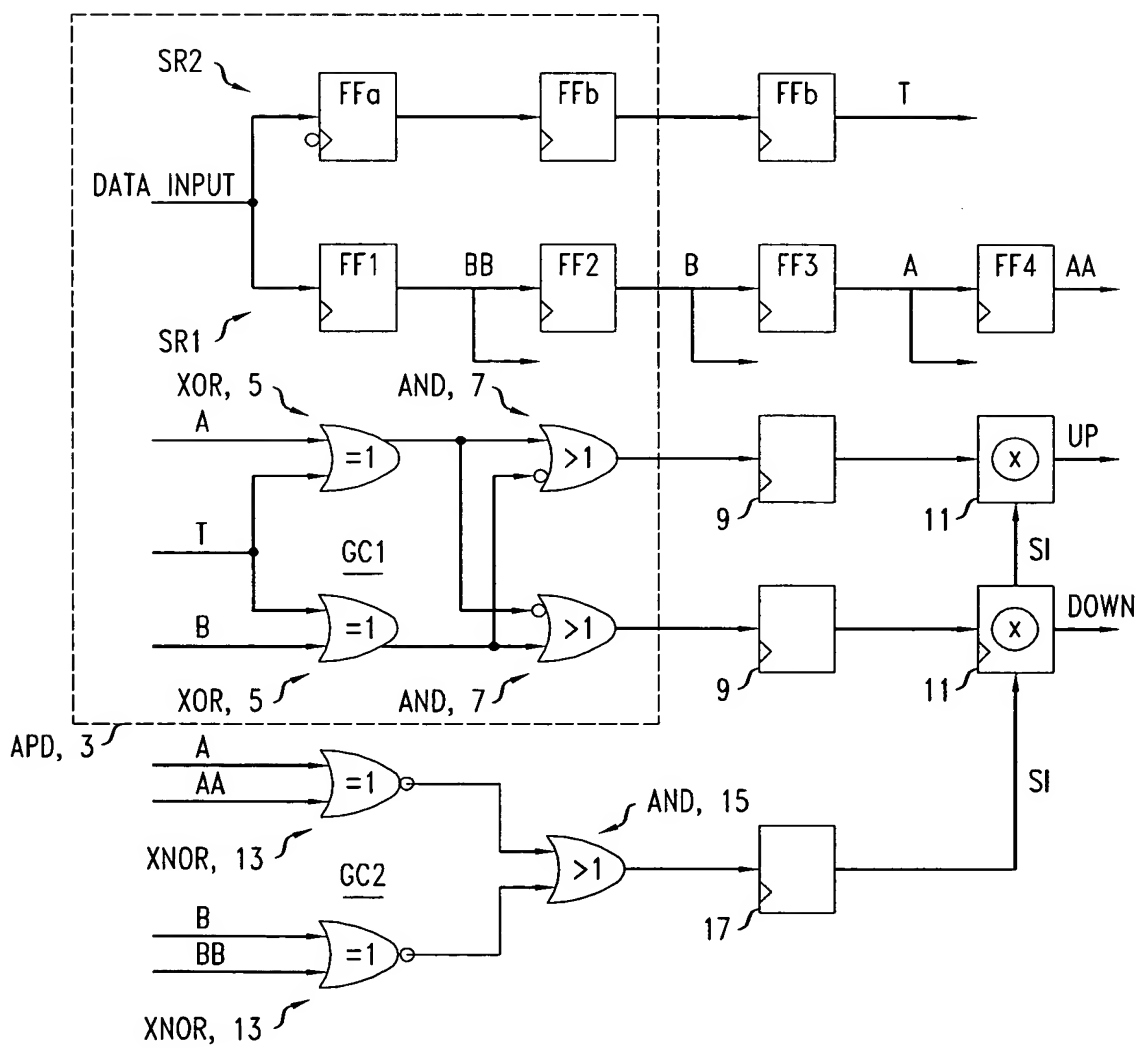 SR2
FFa
FFb
FFb
T
DATA INPUT
FF1
BB
FF2
B
FF3
A
FF4
AA
SR1
XOR, 5
AND, 7
A
=1
>1
9
11
X
UP
T
GC1
SI
B
=1
>1
9
11
X
DOWN
XOR, 5
AND, 7
APD, 3
A
AA
=1
SI
XNOR, 13
AND, 15
GC2
>1
17
B
BB
=1
XNOR, 13